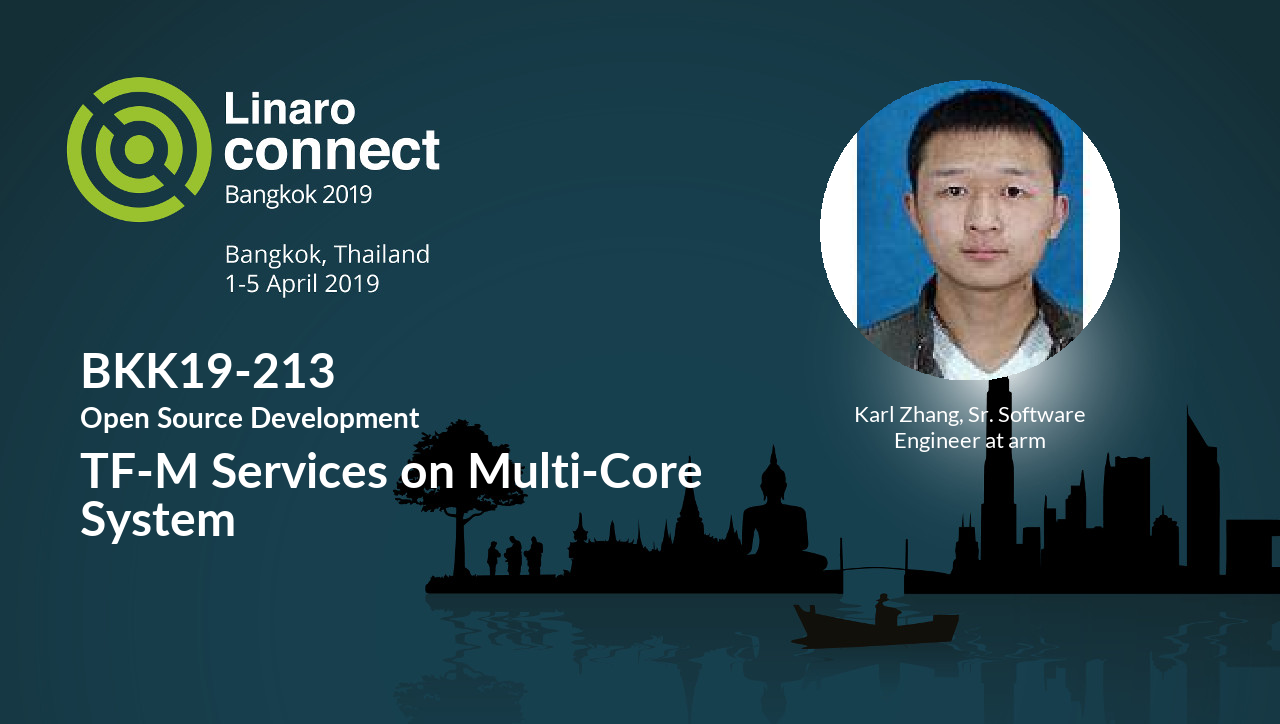 Linaro
connect
Bangkok 2019
Bangkok, Thailand
1-5 April 2019
BKK19-213
Open Source Development
TF-M Services on Multi-Core
System
Karl Zhang, Sr. Software
Engineer at arm